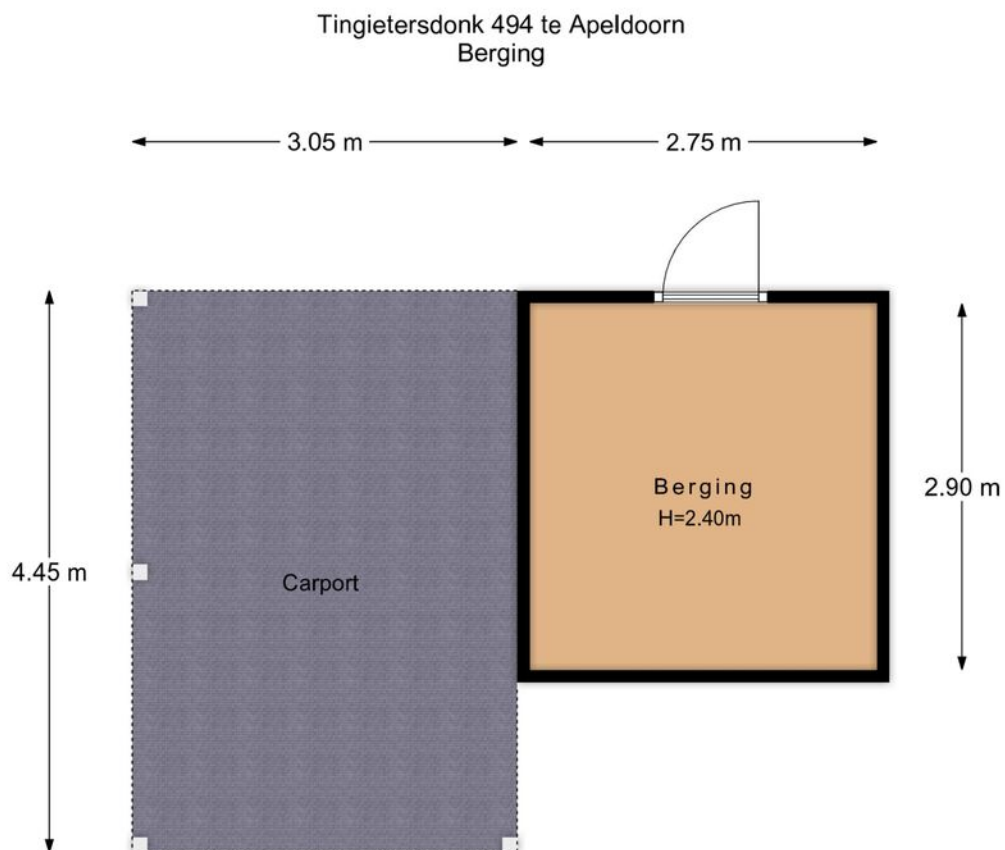 Tingietersdonk 494 te Apeldoorn
Berging
3.05 m
2.75 m
Berging
H=2.40m
2.90 m
4.45 m
Carport